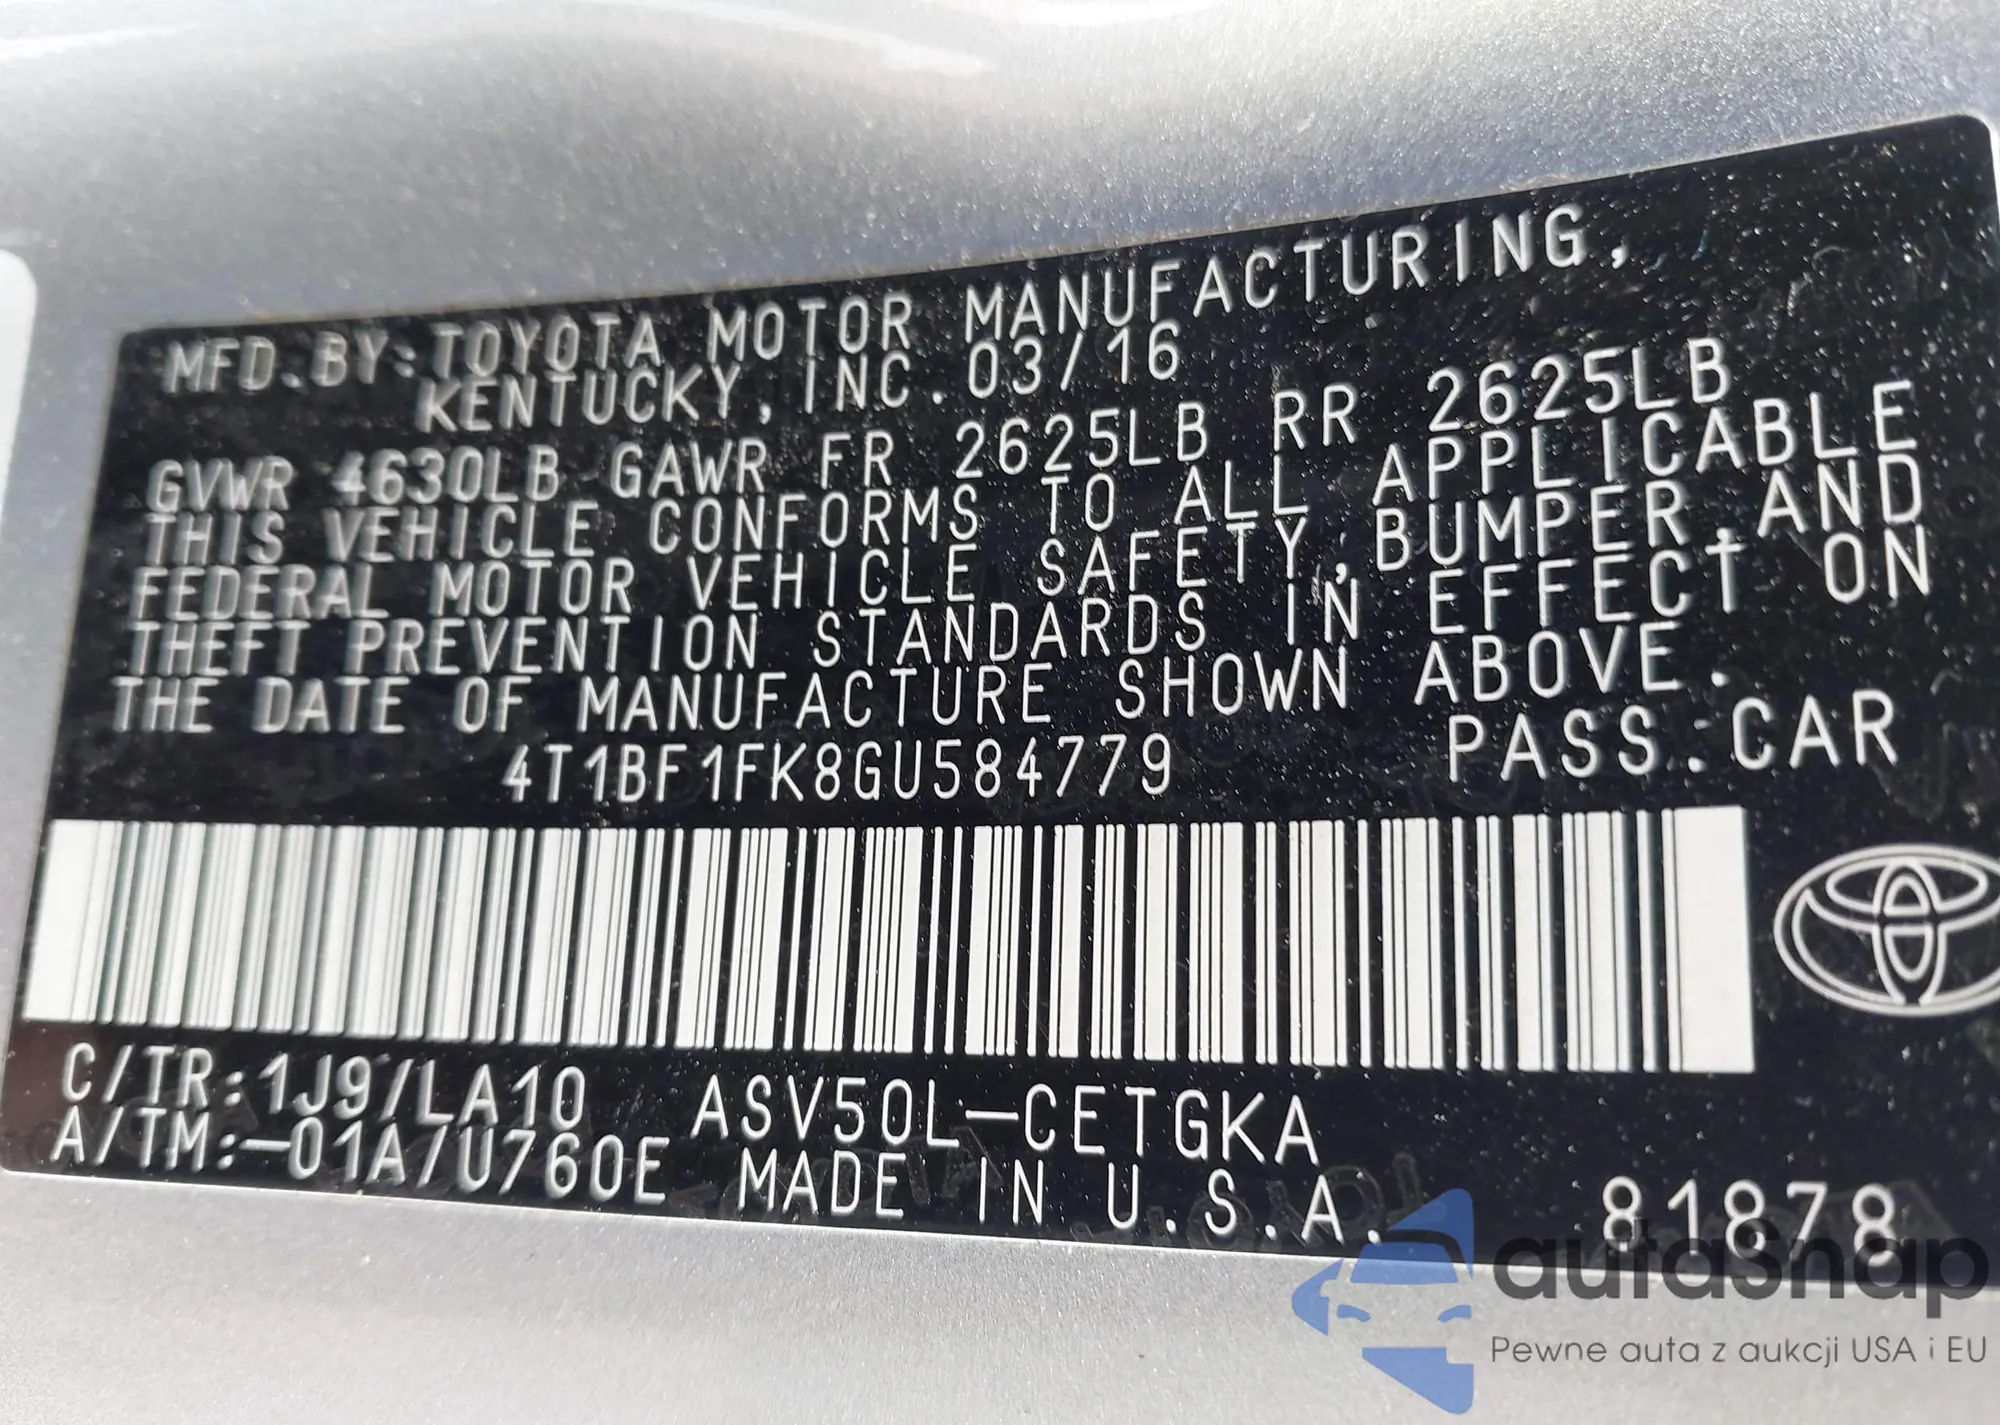 MFD.BY:TOYOTA MOTOR MANUFACTURING,
KENTUCKY, INC. 03/16
GVWR 4630LB GAWR FR 2625LB RR 2625LB
THIS VEHICLE CONFORMS TO ALL APPLICABLE
FEDERAL MOTOR VEHICLE SAFETY, BUMPER, AND
THEFT PREVENTION STANDARDS IN EFFECT ON
THE DATE OF MANUFACTURE SHOWN ABOVE.
4T1BF1FK8GU584779 PASS. CAR
C/TR:1J9/LA10 ASV50L-CETGKA
A/TM:-01A/U760E MADE IN U.S.A. 81878
autaSnap
Pewne auta z aukcji USA i EU